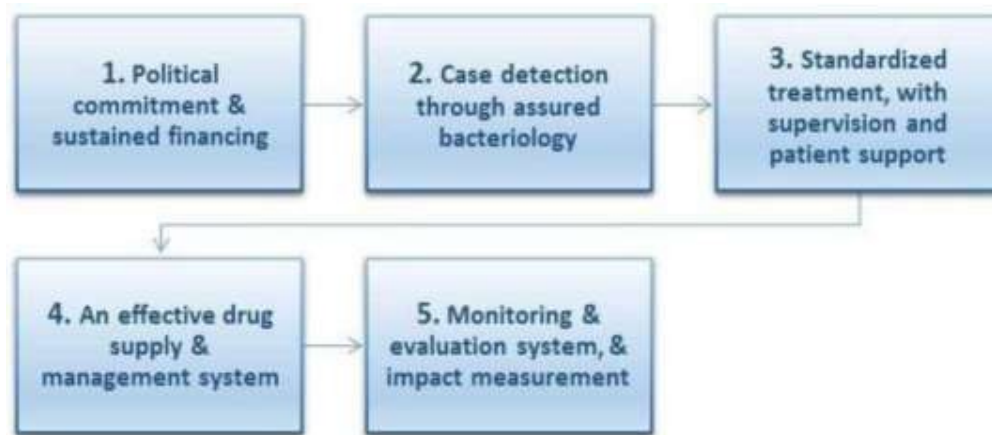 1. Political
commitment &
sustained financing
2. Case detection
through assured
bacteriology
3. Standardized
treatment, with
supervision and
patient support
4. An effective drug
supply &
management system
5. Monitoring &
evaluation system, &
impact measurement